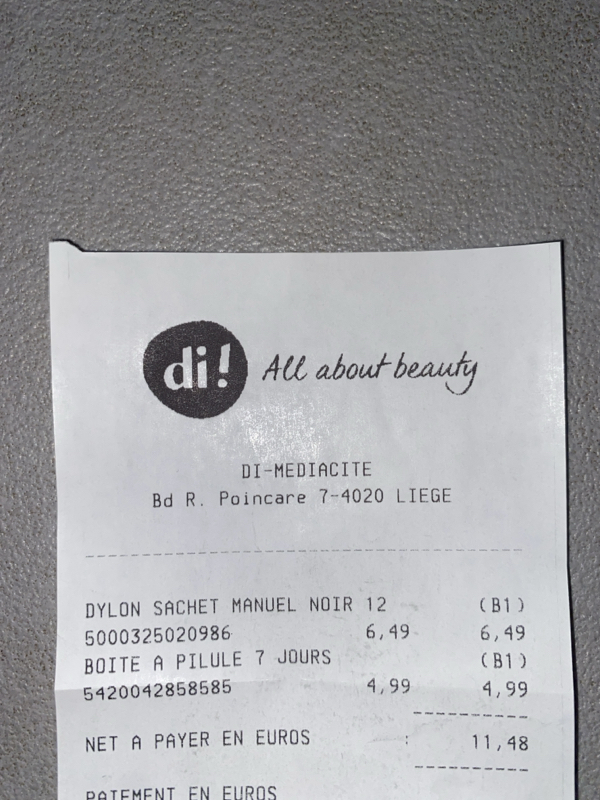 di! All about beauty
DI-MEDIACITE
Bd R. Poincare 7-4020 LIEGE
DYLON SACHET MANUEL NOIR 12 (B1)
5000325020986 6,49 6,49
BOITE A PILULE 7 JOURS (B1)
5420042858585 4,99 4,99
NET A PAYER EN EUROS : 11,48
PAIEMENT EN EUROS